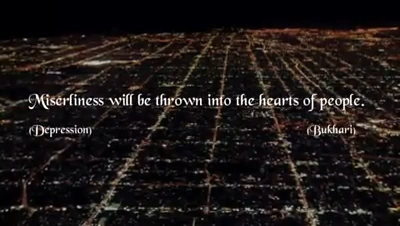 Miserliness will be thrown into the hearts of people.
(Depression) (Bukhari)